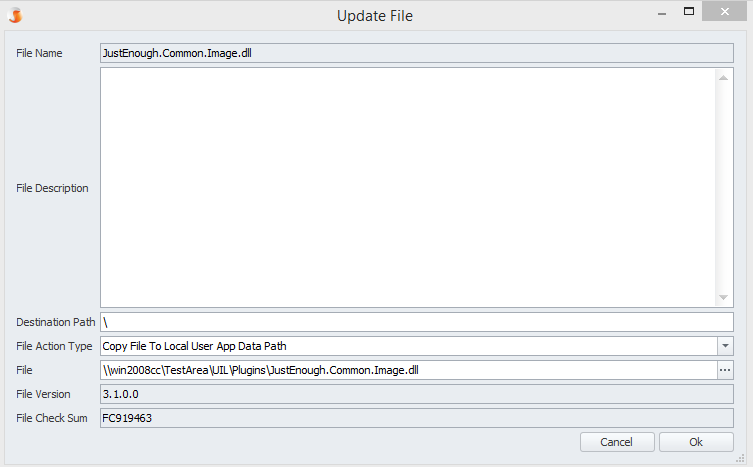 Update File
File Name JustEnough.Common.Image.dll
File Description
Destination Path \
File Action Type Copy File To Local User App Data Path
File \\win2008cc\TestArea\UIL\Plugins\JustEnough.Common.Image.dll ...
File Version 3.1.0.0
File Check Sum FC919463
Cancel Ok